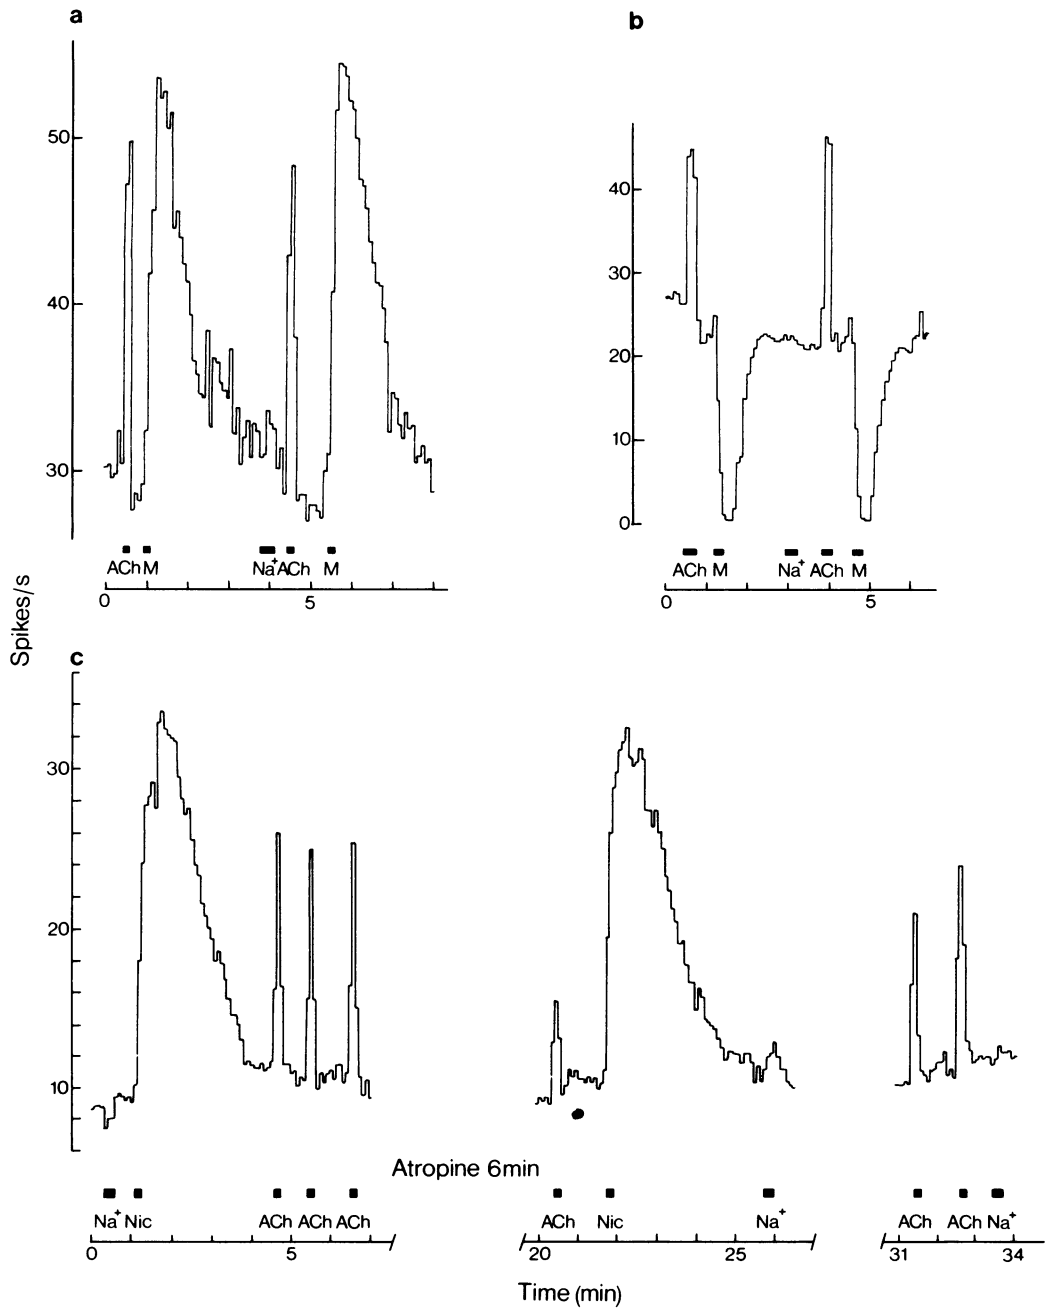 a
b
50
40
30
40
30
20
10
0
ACh M Na⁺ ACh M
0 5
ACh M Na⁺ ACh M
0 5
Spikes/s
c
30
20
10
Atropine 6min
Na⁺ Nic ACh ACh ACh
ACh Nic Na⁺
ACh ACh Na⁺
0 5
20 25
31 34
Time (min)